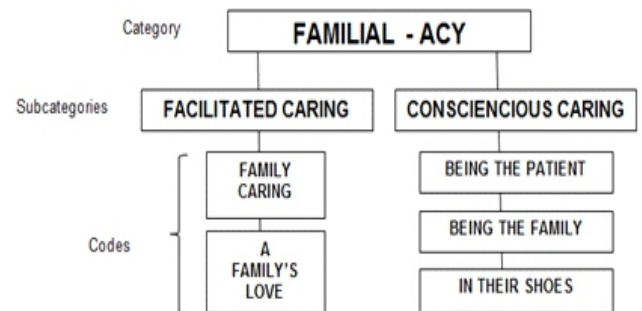 Category
FAMILIAL - ACY
Subcategories
FACILITATED CARING
CONSCIENCIOUS CARING
Codes
FAMILY
CARING
A
FAMILY'S
LOVE
BEING THE PATIENT
BEING THE FAMILY
IN THEIR SHOES